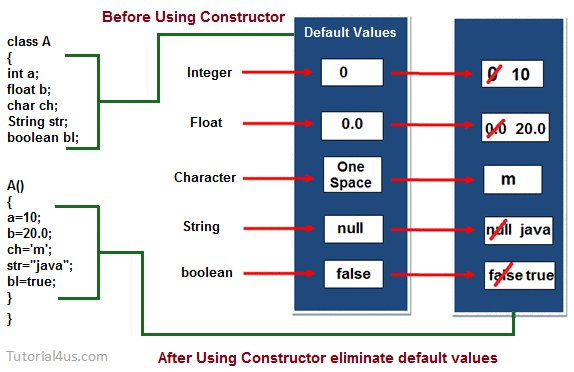 Before Using Constructor
class A
{
int a;
float b;
char ch;
String str;
boolean bl;
A()
{
a=10;
b=20.0;
ch='m';
str="java";
bl=true;
}
}
Default Values
Integer
0
0 10
Float
0.0
0.0 20.0
Character
One
Space
m
String
null
null java
boolean
false
false true
Tutorial4us.com
After Using Constructor eliminate default values